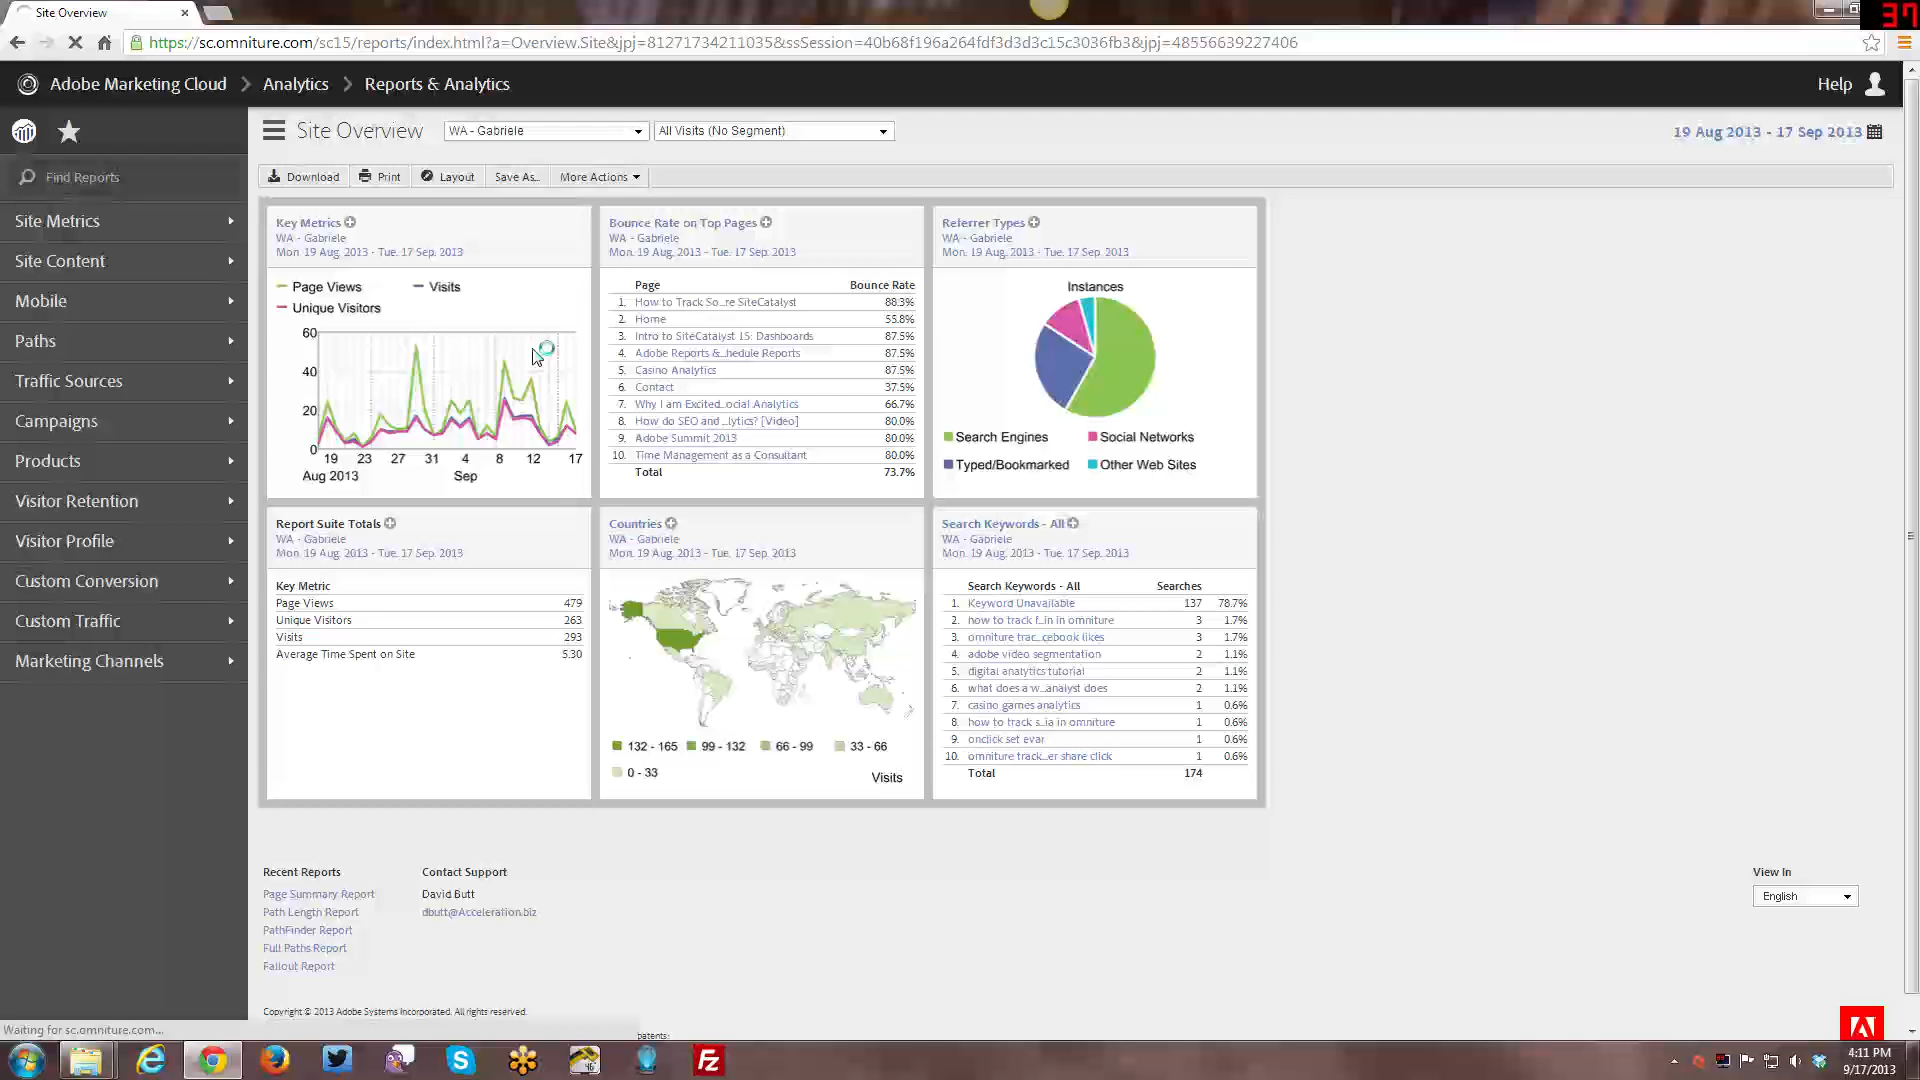 Site Overview
37
https://sc.omniture.com/sc15/reports/index.html?a=Overview.Site&jpj=81271734211035&ssSession=40b68f196a264fdf3d3d3c15c3036fb3&jpj=48556639227406
Adobe Marketing Cloud > Analytics > Reports & Analytics
Help
Site Overview
WA - Gabriele
All Visits (No Segment)
19 Aug 2013 - 17 Sep 2013
Find Reports
Download
Print
Layout
Save As...
More Actions
Site Metrics
Site Content
Mobile
Paths
Traffic Sources
Campaigns
Products
Visitor Retention
Visitor Profile
Custom Conversion
Custom Traffic
Marketing Channels
Key Metrics
WA - Gabriele
Mon. 19 Aug. 2013 - Tue. 17 Sep. 2013
Page Views
Visits
Unique Visitors
60
40
20
0
19 23 27 31 4 8 12 17
Aug 2013 Sep
Bounce Rate on Top Pages
WA - Gabriele
Mon. 19 Aug. 2013 - Tue. 17 Sep. 2013
Page Bounce Rate
1. How to Track So...re SiteCatalyst 88.3%
2. Home 55.8%
3. Intro to SiteCatalyst 15: Dashboards 87.5%
4. Adobe Reports &...hedule Reports 87.5%
5. Casino Analytics 87.5%
6. Contact 37.5%
7. Why I am Excited...ocial Analytics 66.7%
8. How do SEO and ...lytics? [Video] 80.0%
9. Adobe Summit 2013 80.0%
10. Time Management as a Consultant 80.0%
Total 73.7%
Referrer Types
WA - Gabriele
Mon. 19 Aug. 2013 - Tue. 17 Sep. 2013
Instances
Search Engines
Social Networks
Typed/Bookmarked
Other Web Sites
Report Suite Totals
WA - Gabriele
Mon. 19 Aug. 2013 - Tue. 17 Sep. 2013
Key Metric
Page Views 479
Unique Visitors 263
Visits 293
Average Time Spent on Site 5.30
Countries
WA - Gabriele
Mon. 19 Aug. 2013 - Tue. 17 Sep. 2013
132 - 165
99 - 132
66 - 99
33 - 66
0 - 33
Visits
Search Keywords - All
WA - Gabriele
Mon. 19 Aug. 2013 - Tue. 17 Sep. 2013
Search Keywords - All Searches
1. Keyword Unavailable 137 78.7%
2. how to track f...in in omniture 3 1.7%
3. omniture trac...cebook likes 3 1.7%
4. adobe video segmentation 2 1.1%
5. digital analytics tutorial 2 1.1%
6. what does a w...analyst does 2 1.1%
7. casino games analytics 1 0.6%
8. how to track s...ia in omniture 1 0.6%
9. onclick set evar 1 0.6%
10. omniture track...er share click 1 0.6%
Total 174
Recent Reports
Page Summary Report
Path Length Report
PathFinder Report
Full Paths Report
Fallout Report
Contact Support
David Butt
dbutt@Acceleration.biz
View In
English
Copyright © 2013 Adobe Systems Incorporated. All rights reserved.
Waiting for sc.omniture.com...
patents:
4:11 PM
9/17/2013